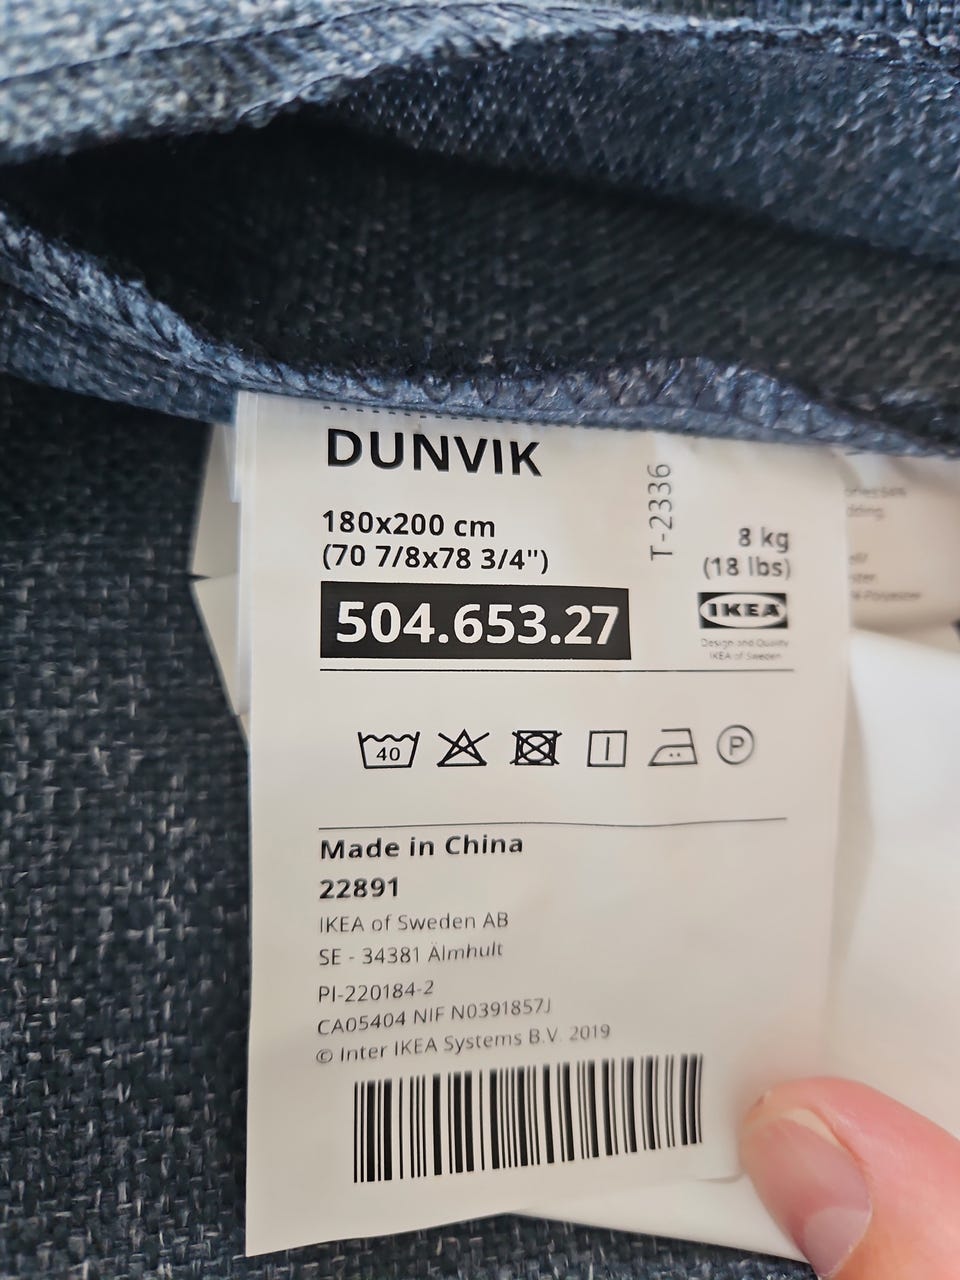 DUNVIK
180x200 cm
(70 7/8x78 3/4")
504.653.27
T-2336
8 kg
(18 lbs)
IKEA
Design and Quality
IKEA of Sweden
40
P
Made in China
22891
IKEA of Sweden AB
SE - 34381 Älmhult
PI-220184-2
CA05404 NIF N0391857J
© Inter IKEA Systems B.V. 2019